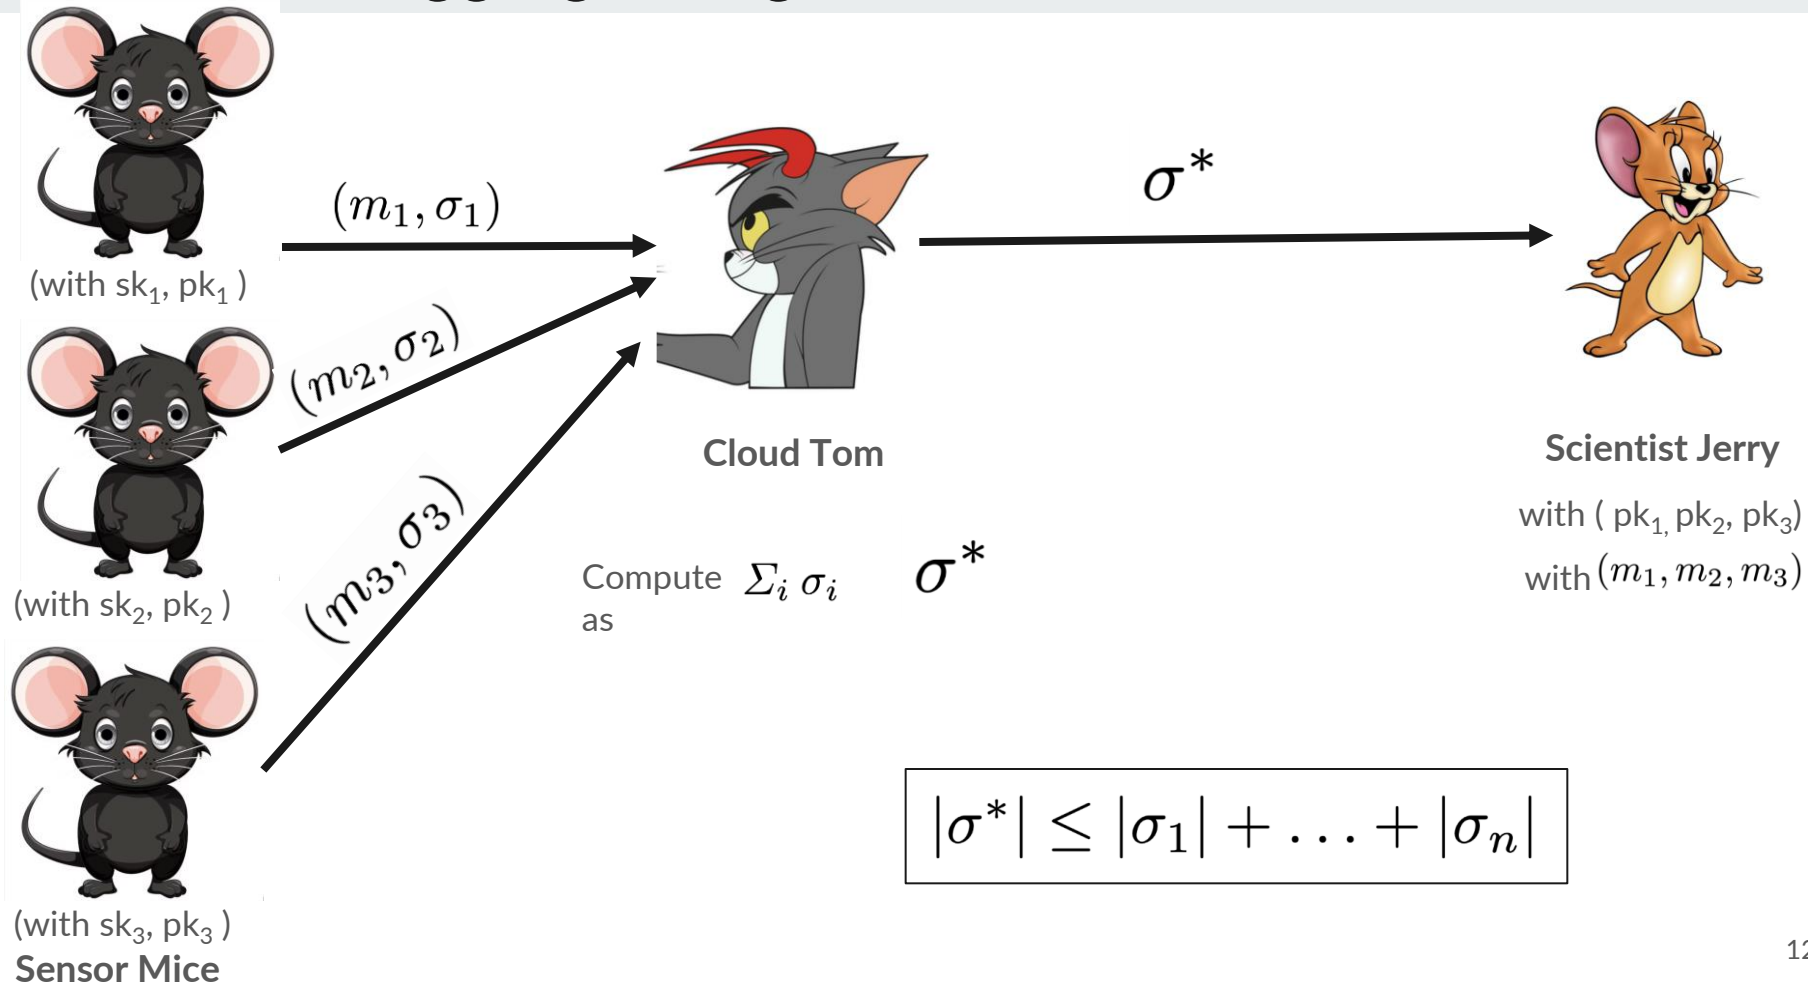 (m₁, σ₁)
(with sk₁, pk₁ )
(m₂, σ₂)
(with sk₂, pk₂ )
(m₃, σ₃)
(with sk₃, pk₃ )
Sensor Mice
Cloud Tom
Compute Σᵢ σᵢ σ*
as
σ*
Scientist Jerry
with ( pk₁, pk₂, pk₃)
with (m₁, m₂, m₃)
|σ*| ≤ |σ₁| + . . . + |σₙ|
12